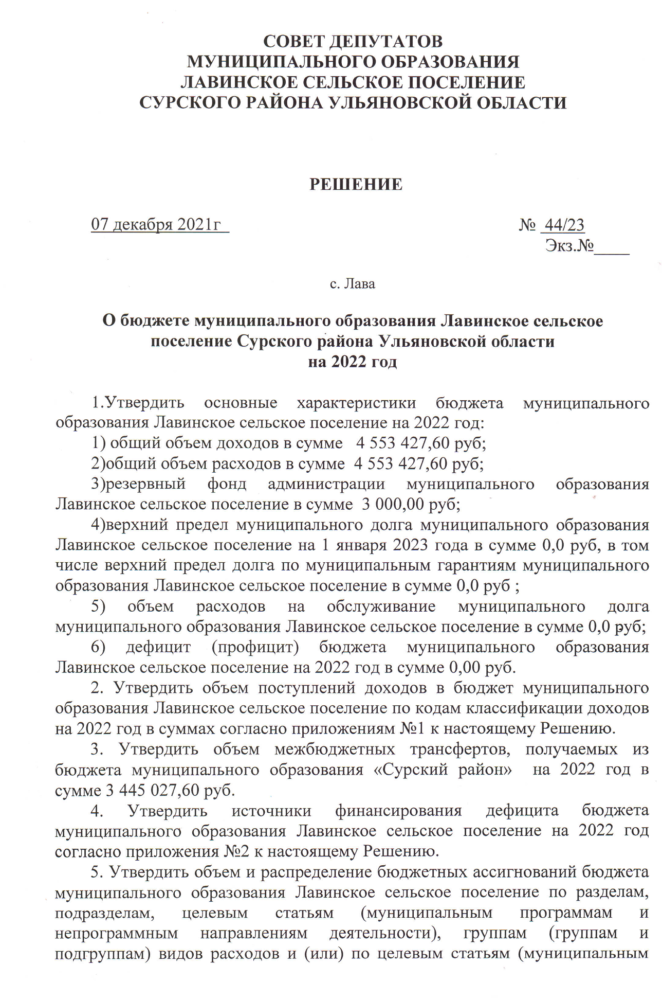 СОВЕТ ДЕПУТАТОВ
МУНИЦИПАЛЬНОГО ОБРАЗОВАНИЯ
ЛАВИНСКОЕ СЕЛЬСКОЕ ПОСЕЛЕНИЕ
СУРСКОГО РАЙОНА УЛЬЯНОВСКОЙ ОБЛАСТИ
РЕШЕНИЕ
07 декабря 2021г № 44/23
Экз.№____
с. Лава
О бюджете муниципального образования Лавинское сельское
поселение Сурского района Ульяновской области
на 2022 год
1.Утвердить основные характеристики бюджета муниципального
образования Лавинское сельское поселение на 2022 год:
1) общий объем доходов в сумме 4 553 427,60 руб;
2)общий объем расходов в сумме 4 553 427,60 руб;
3)резервный фонд администрации муниципального образования
Лавинское сельское поселение в сумме 3 000,00 руб;
4)верхний предел муниципального долга муниципального образования
Лавинское сельское поселение на 1 января 2023 года в сумме 0,0 руб, в том
числе верхний предел долга по муниципальным гарантиям муниципального
образования Лавинское сельское поселение в сумме 0,0 руб ;
5) объем расходов на обслуживание муниципального долга
муниципального образования Лавинское сельское поселение в сумме 0,0 руб;
6) дефицит (профицит) бюджета муниципального образования
Лавинское сельское поселение на 2022 год в сумме 0,00 руб.
2. Утвердить объем поступлений доходов в бюджет муниципального
образования Лавинское сельское поселение по кодам классификации доходов
на 2022 год в суммах согласно приложениям №1 к настоящему Решению.
3. Утвердить объем межбюджетных трансфертов, получаемых из
бюджета муниципального образования «Сурский район» на 2022 год в
сумме 3 445 027,60 руб.
4. Утвердить источники финансирования дефицита бюджета
муниципального образования Лавинское сельское поселение на 2022 год
согласно приложения №2 к настоящему Решению.
5. Утвердить объем и распределение бюджетных ассигнований бюджета
муниципального образования Лавинское сельское поселение по разделам,
подразделам, целевым статьям (муниципальным программам и
непрограммным направлениям деятельности), группам (группам и
подгруппам) видов расходов и (или) по целевым статьям (муниципальным